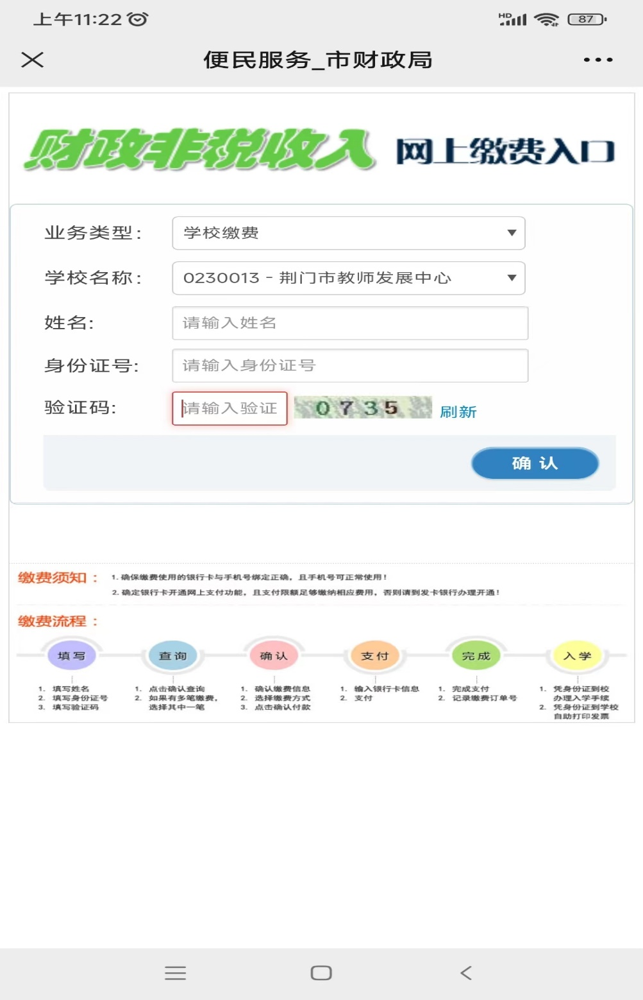 上午11:22 HD 87
便民服务_市财政局
财政非税收入 网上缴费入口
业务类型: 学校缴费
学校名称: 0230013 - 荆门市教师发展中心
姓名: 请输入姓名
身份证号: 请输入身份证号
验证码: 请输入验证 0735 刷新
确 认
缴费须知： 1. 确保缴费使用的银行卡与手机号绑定正确，且手机号可正常使用！
2. 确定银行卡开通网上支付功能，且支付限额足够缴纳相应费用，否则请到发卡银行办理开通！
缴费流程：
填写 查询 确认 支付 完成 入学
1. 填写姓名
2. 填写身份证号
3. 填写验证码
1. 点击确认查询
2. 如果有多笔缴费，
选择其中一笔
1. 确认缴费信息
2. 选择缴费方式
3. 点击确认付款
1. 输入银行卡信息
2. 支付
1. 完成支付
2. 记录缴费订单号
1. 凭身份证到校
办理入学手续
2. 凭身份证到学校
自助打印发票